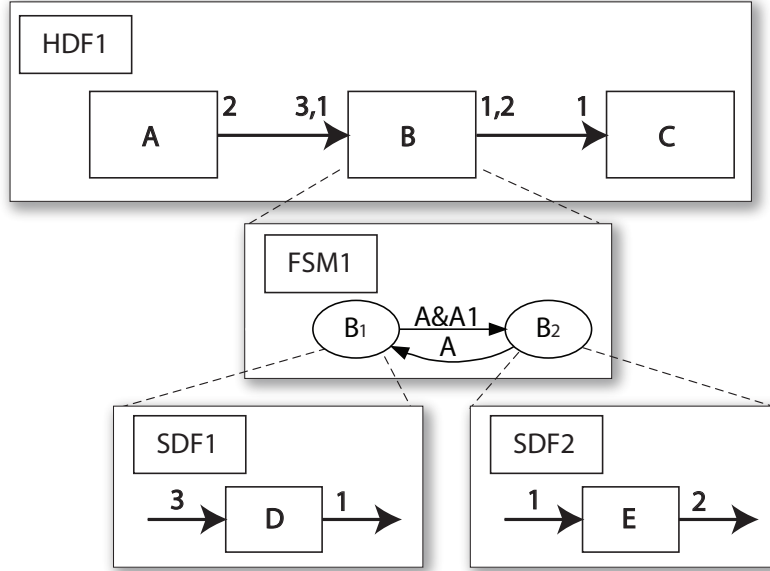 HDF1
2 3,1 1,2 1
A B C
FSM1
A&A1
B1 B2
A
SDF1 SDF2
3 1 1 2
D E